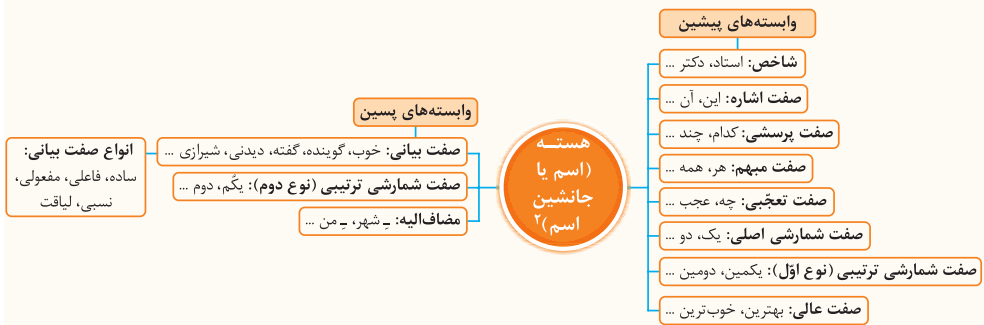 وابسته‌های پیشین
شاخص: استاد، دکتر ...
صفت اشاره: این، آن ...
صفت پرسشی: کدام، چند ...
صفت مبهم: هر، همه ...
صفت تعجّبی: چه، عجب ...
صفت شمارشی اصلی: یک، دو ...
صفت شمارشی ترتیبی (نوع اوّل): یکمین، دومین ...
صفت عالی: بهترین، خوب‌ترین ...
هستــه
(اسم یا
جانشین
اسم)۲
وابسته‌های پسین
صفت بیانی: خوب، گوینده، گفته، دیدنی، شیرازی ...
صفت شمارشی ترتیبی (نوع دوم): یکُم، دوم ...
مضاف‌الیه: ـِ شهر، ـِ من ...
انواع صفت بیانی:
ساده، فاعلی، مفعولی،
نسبی، لیاقت